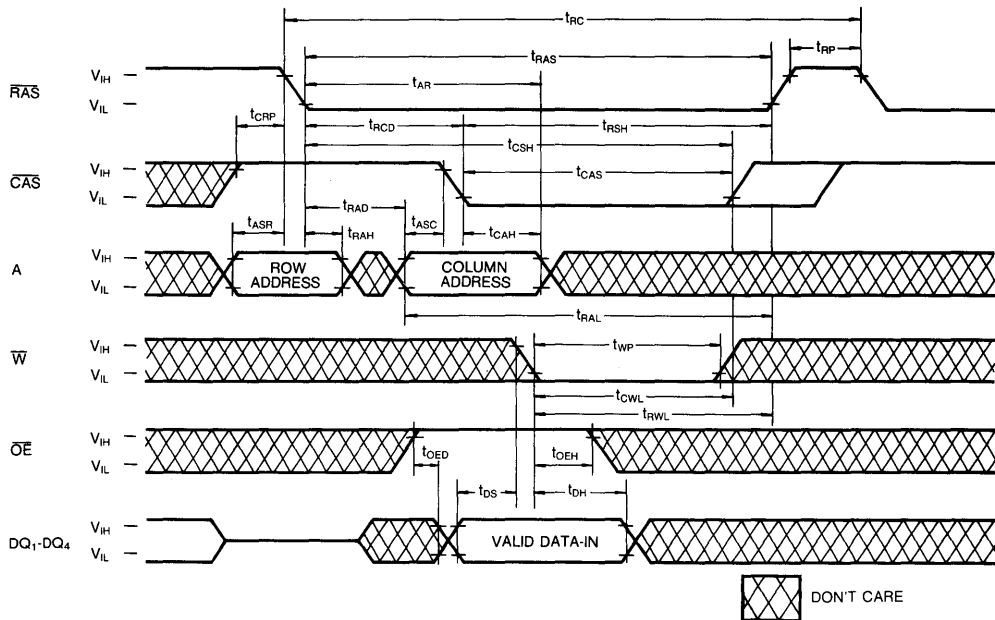 tRC
tRP
tRAS
tAR
RAS
VIH
VIL
tCRP
tRCD
tRSH
tCSH
CAS
VIH
VIL
tCAS
tRAD
tASR
tRAH
tASC
tCAH
A
VIH
VIL
ROW
ADDRESS
COLUMN
ADDRESS
tRAL
W
VIH
VIL
tWP
tCWL
tRWL
OE
VIH
VIL
tOED
tOEH
tDS
tDH
DQ1-DQ4
VIH
VIL
VALID DATA-IN
DON'T CARE